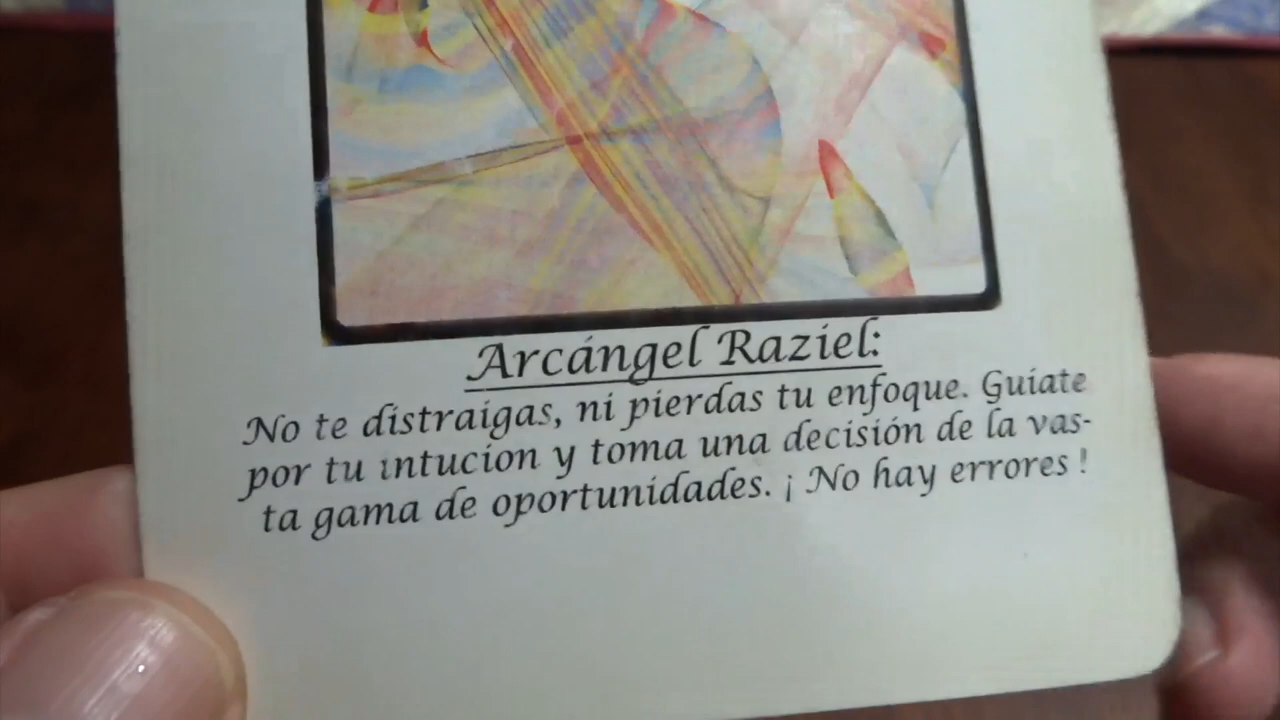 Arcángel Raziel:
No te distraigas, ni pierdas tu enfoque. Guiate
por tu intucion y toma una decisión de la vas-
ta gama de oportunidades. ¡ No hay errores !